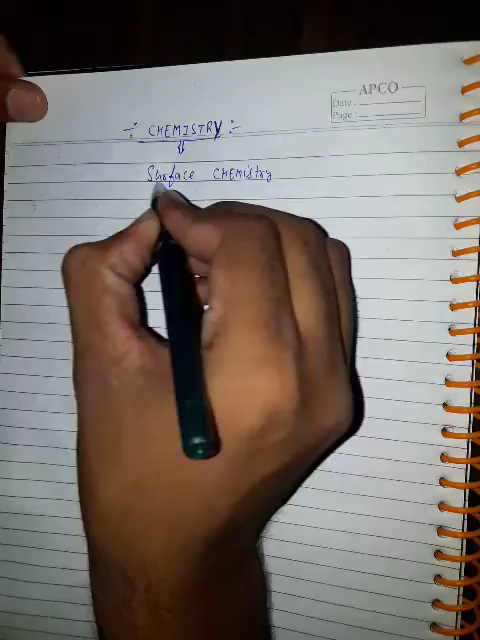 APCO
Date :
Page :
-: CHEMISTRY :-
⇓
Surface CHEMistry